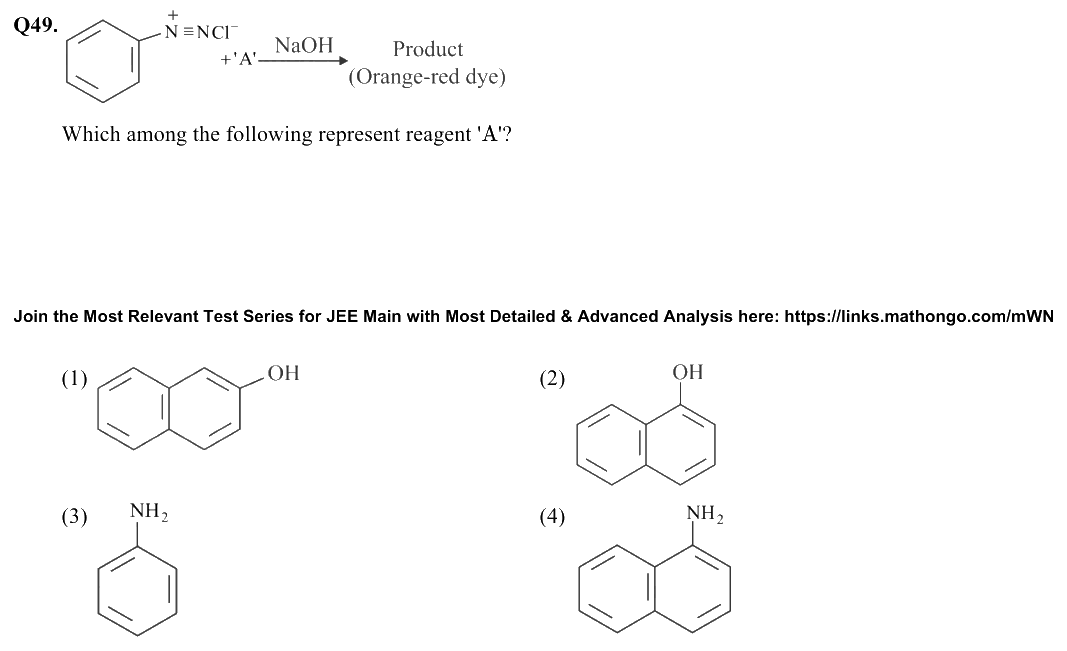 Q49.
+
N≡NCl⁻
+'A' NaOH Product
(Orange-red dye)
Which among the following represent reagent 'A'?
Join the Most Relevant Test Series for JEE Main with Most Detailed & Advanced Analysis here: https://links.mathongo.com/mWN
(1) OH (2) OH
(3) NH₂ (4) NH₂